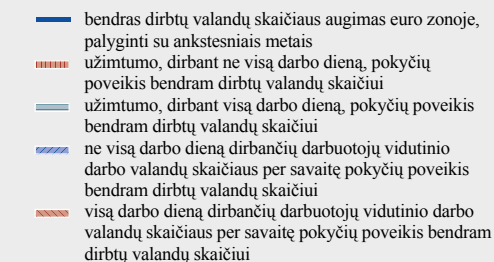 bendras dirbtų valandų skaičiaus augimas euro zonoje,
palyginti su ankstesniais metais
užimtumo, dirbant ne visą darbo dieną, pokyčių
poveikis bendram dirbtų valandų skaičiui
užimtumo, dirbant visą darbo dieną, pokyčių poveikis
bendram dirbtų valandų skaičiui
ne visą darbo dieną dirbančių darbuotojų vidutinio
darbo valandų skaičiaus per savaitę pokyčių poveikis
bendram dirbtų valandų skaičiui
visą darbo dieną dirbančių darbuotojų vidutinio darbo
valandų skaičiaus per savaitę pokyčių poveikis bendram
dirbtų valandų skaičiui